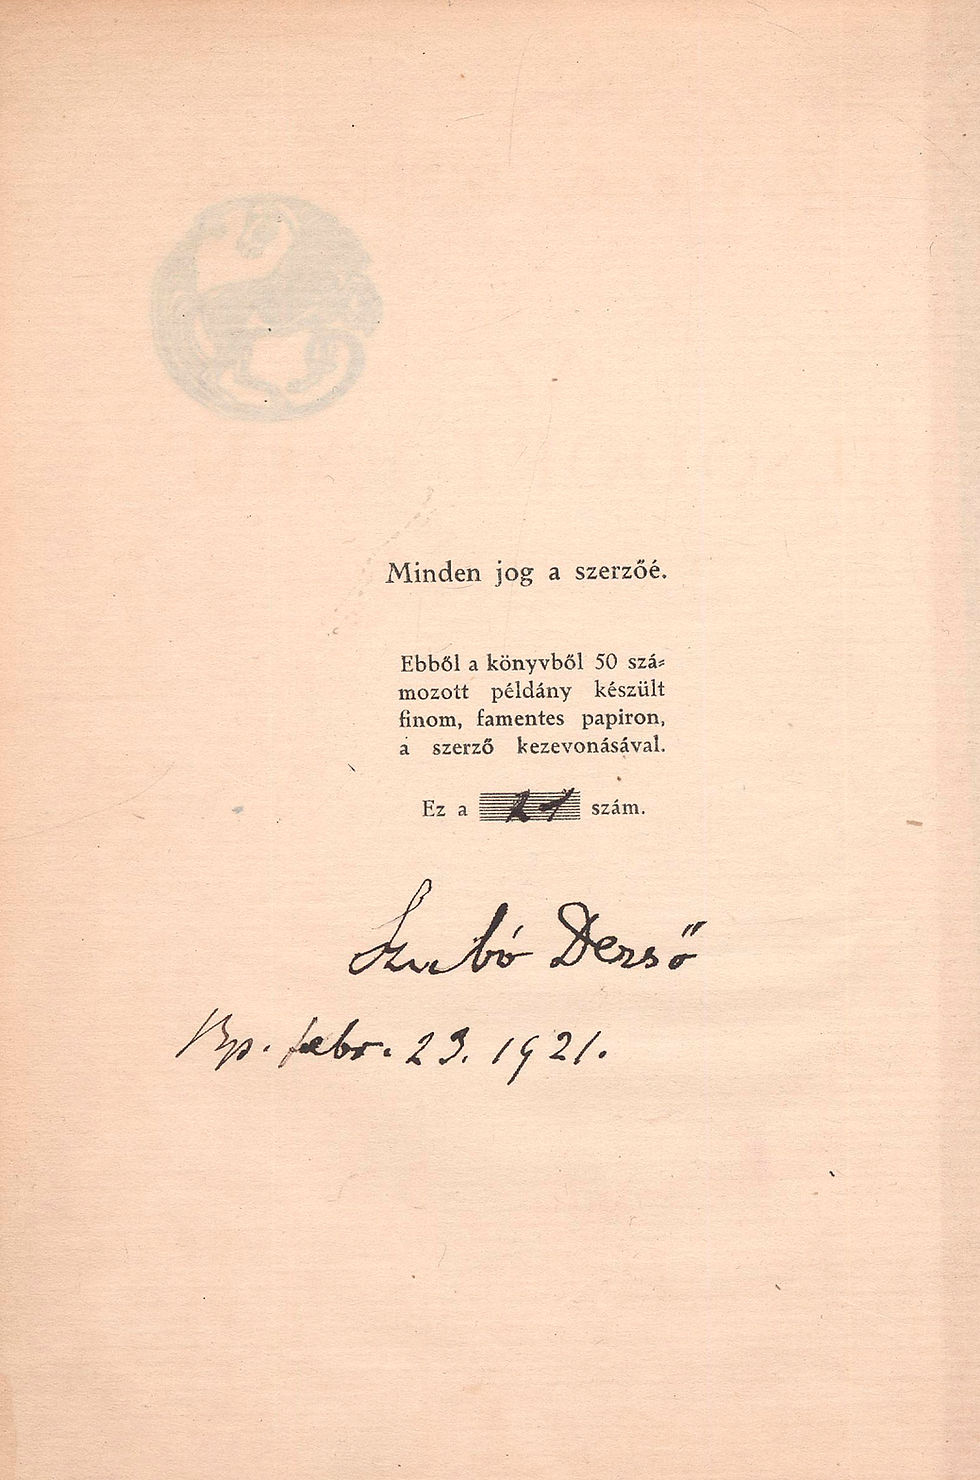 Minden jog a szerzőé.
Ebből a könyvből 50 szá-
mozott példány készült
finom, famentes papiron,
a szerző kezevonásával.
Ez a 21 szám.
Szabó Dezső
Bp. febr. 23. 1921.